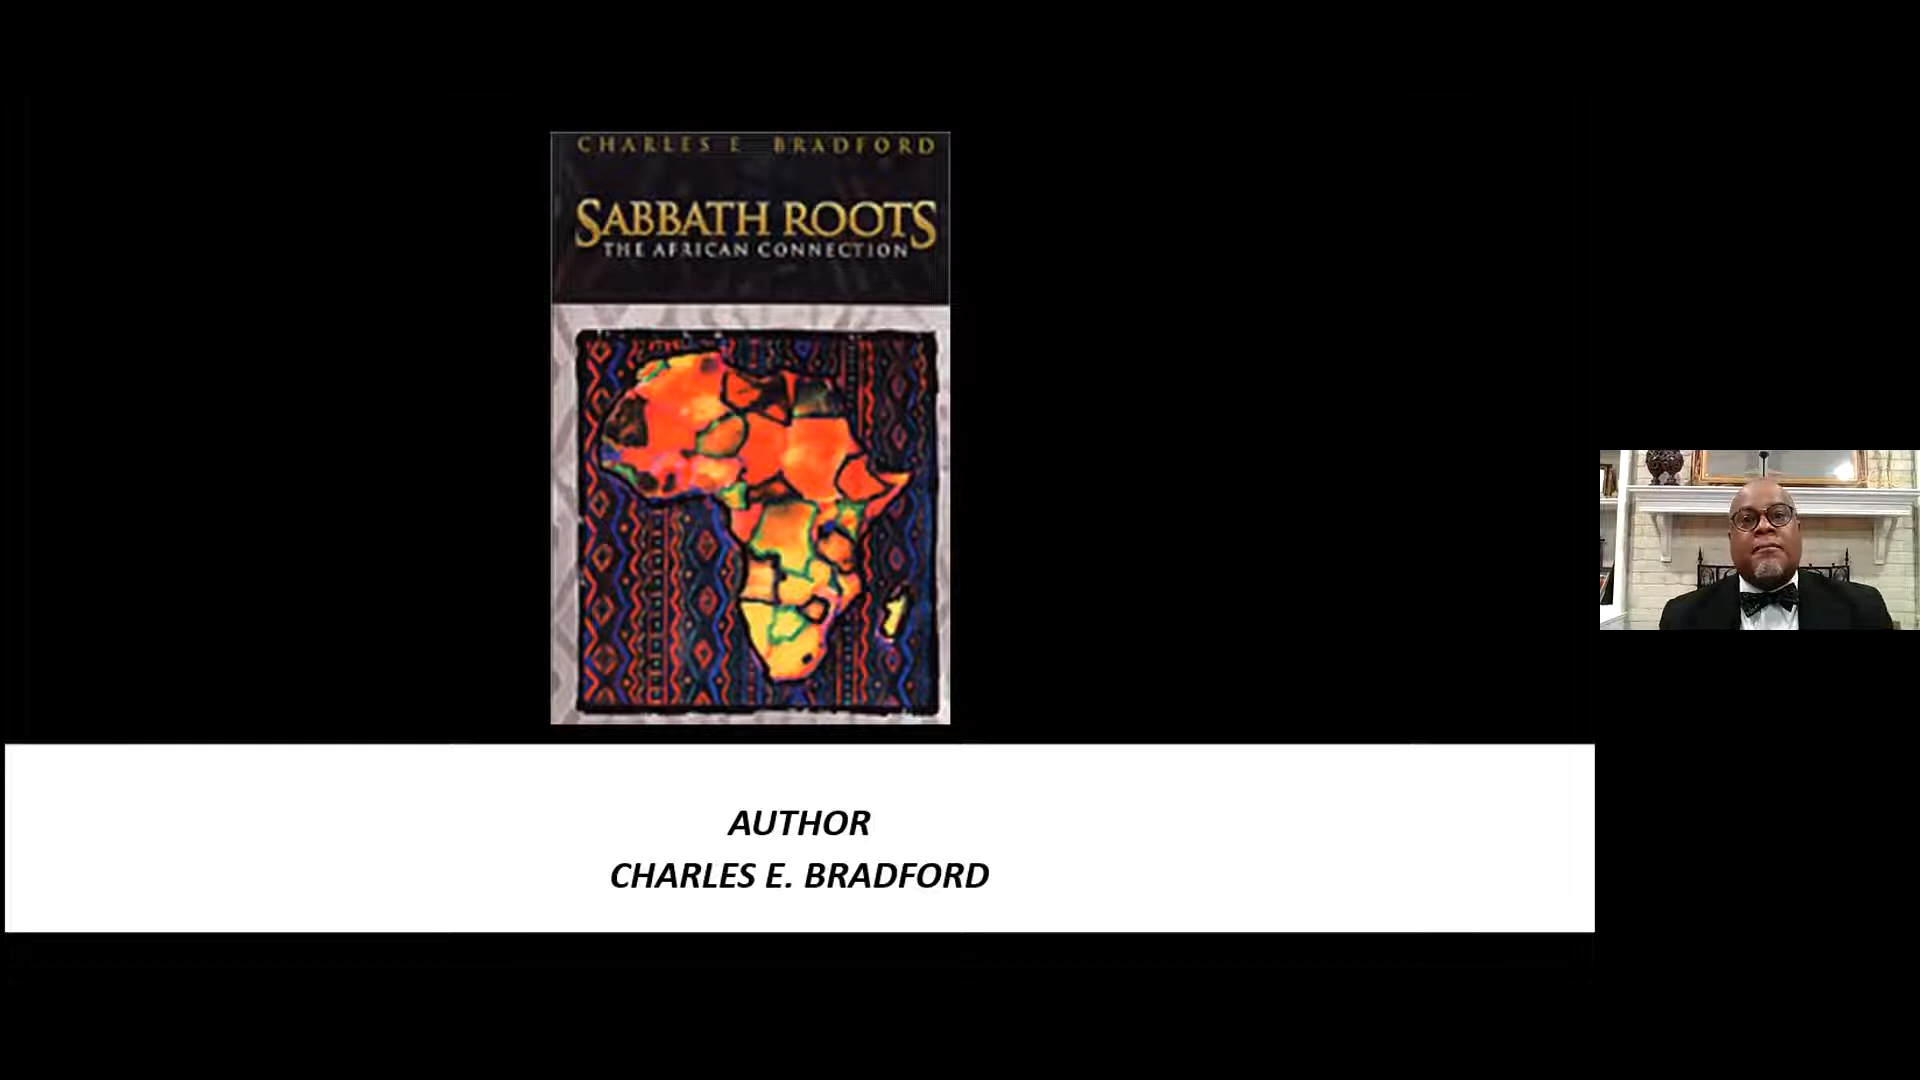 CHARLES E BRADFORD
SABBATH ROOTS
THE AFRICAN CONNECTION
AUTHOR
CHARLES E. BRADFORD